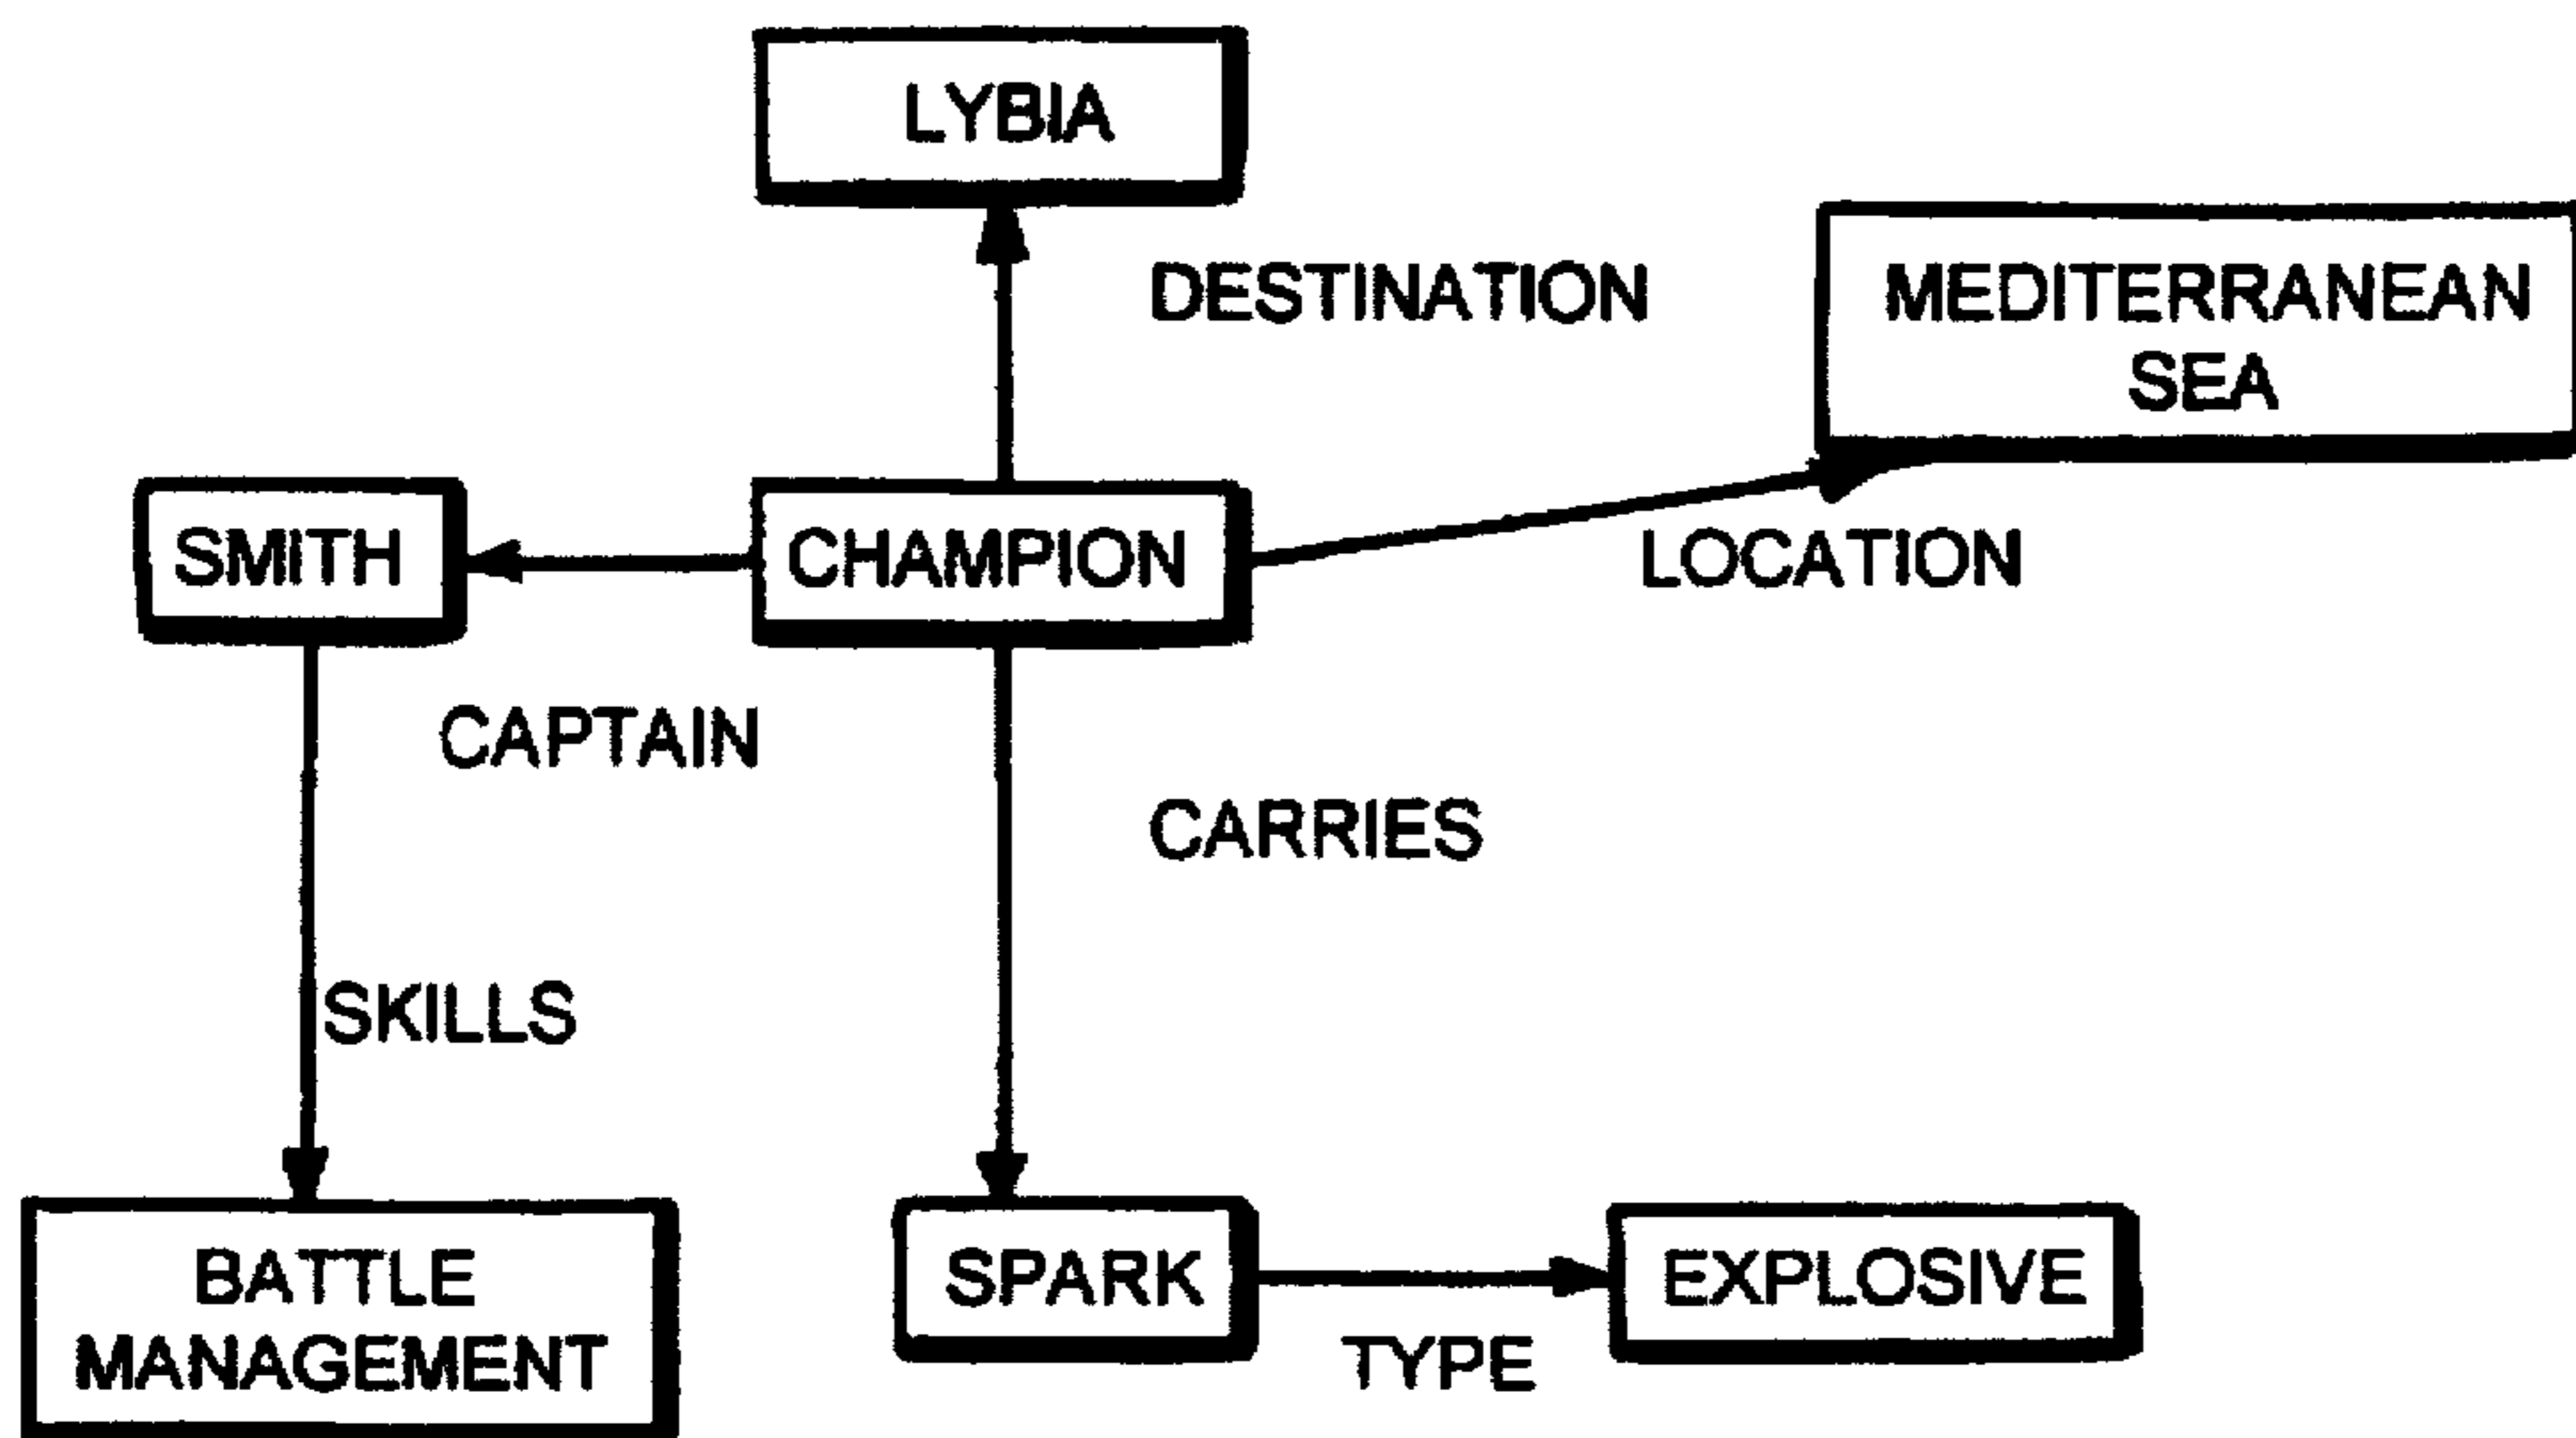 LYBIA
DESTINATION
MEDITERRANEAN
SEA
SMITH
CHAMPION
LOCATION
CAPTAIN
CARRIES
SKILLS
BATTLE
MANAGEMENT
SPARK
TYPE
EXPLOSIVE